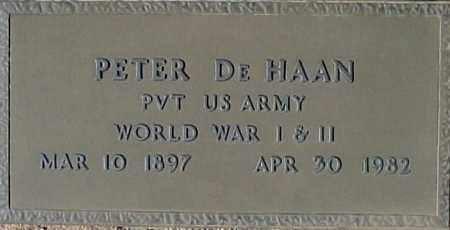 PETER De HAAN
PVT US ARMY
WORLD WAR I & II
MAR 10 1897 APR 30 1982